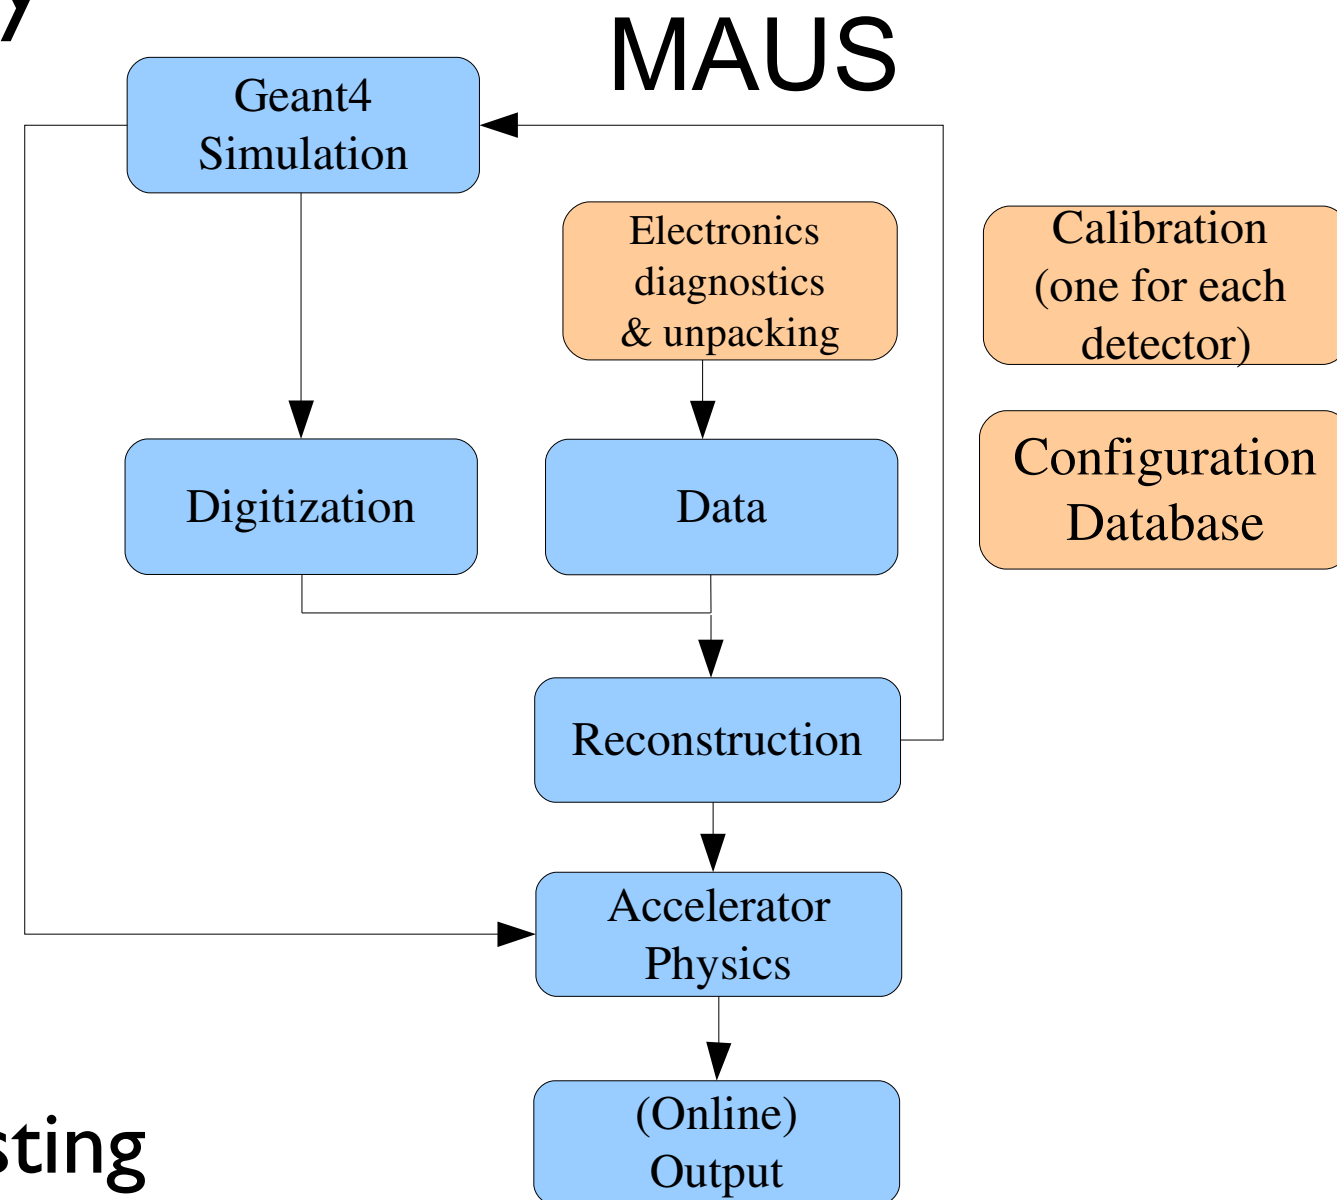 y
MAUS
Geant4
Simulation
Electronics
diagnostics
& unpacking
Calibration
(one for each
detector)
Configuration
Database
Digitization
Data
Reconstruction
Accelerator
Physics
(Online)
Output
sting